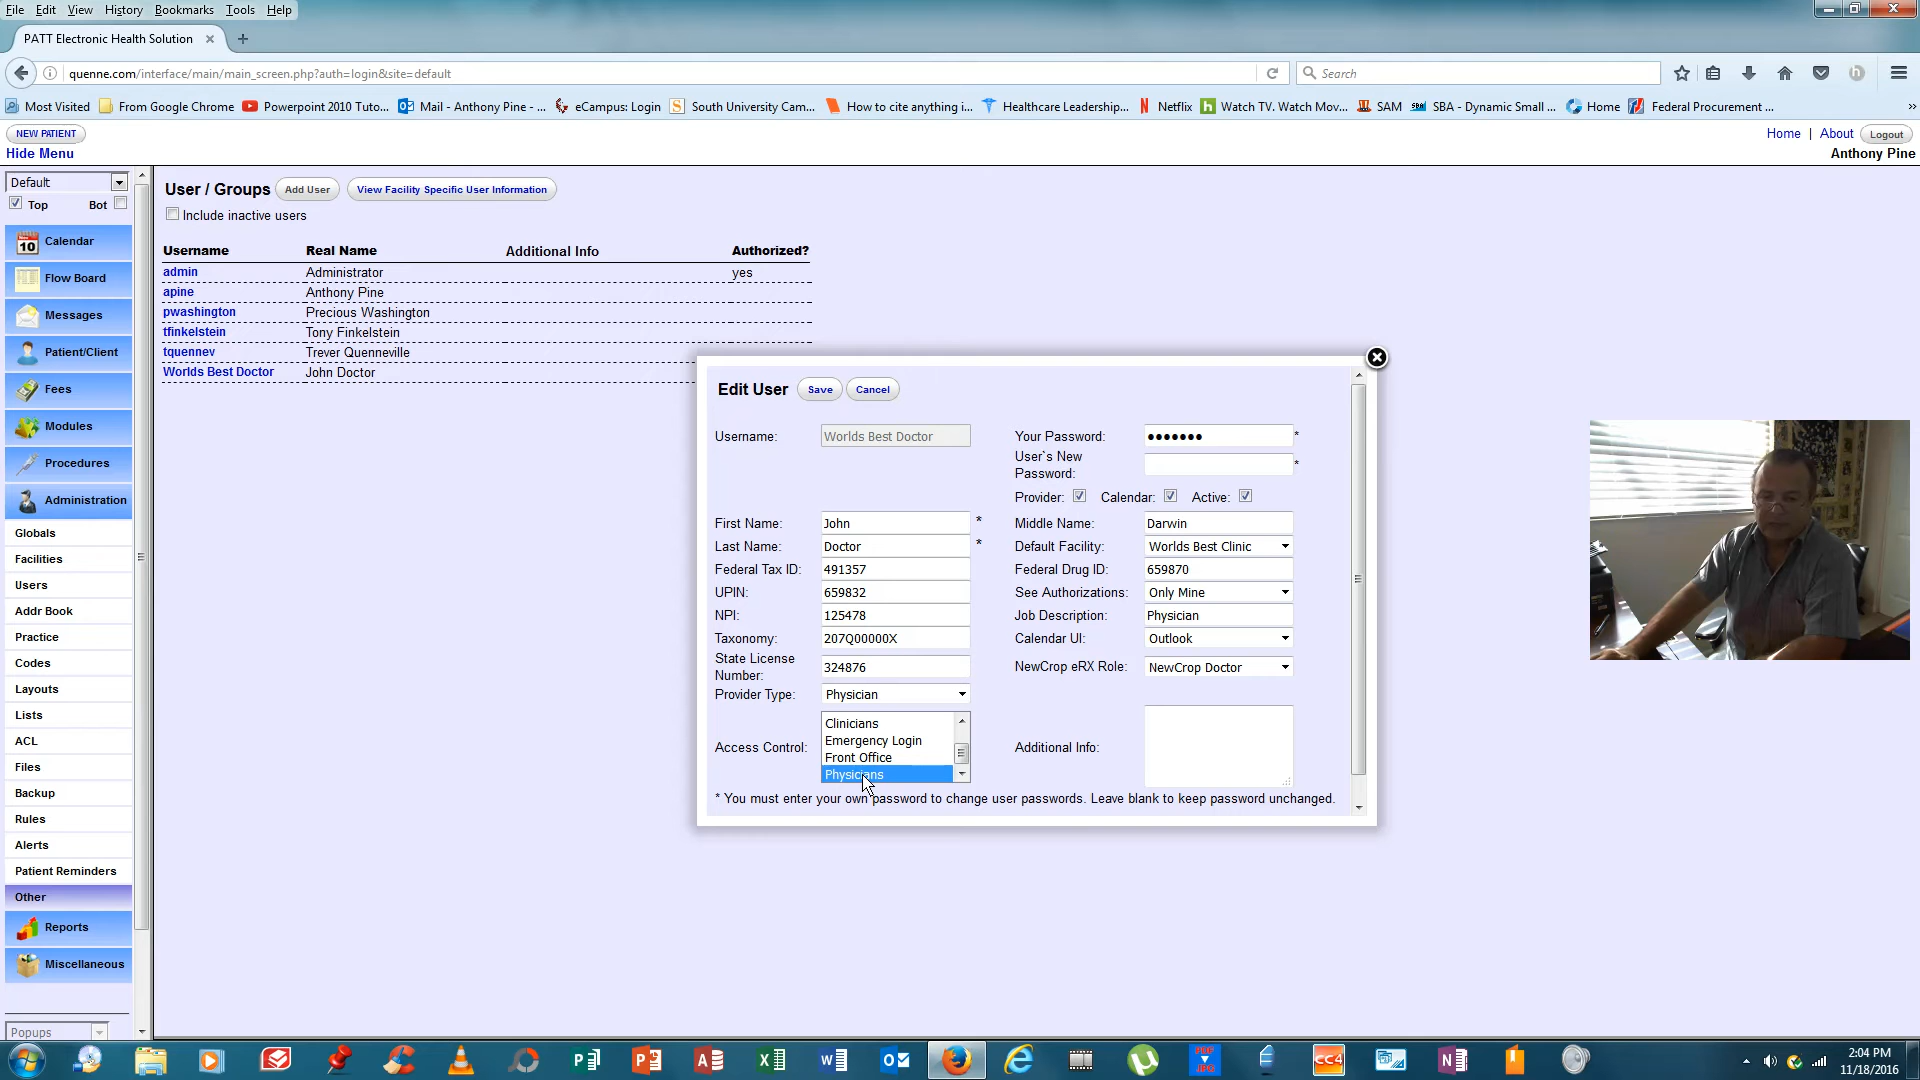 File Edit View History Bookmarks Tools Help
PATT Electronic Health Solution
quenne.com/interface/main/main_screen.php?auth=login&site=default
Search
Most Visited From Google Chrome Powerpoint 2010 Tuto... Mail - Anthony Pine - ... eCampus: Login South University Cam... How to cite anything i... Healthcare Leadership... Netflix Watch TV. Watch Mov... SAM SBA - Dynamic Small ... Home Federal Procurement ...
NEW PATIENT
Home | About Logout
Hide Menu
Anthony Pine
Default
Top Bot
Calendar
Flow Board
Messages
Patient/Client
Fees
Modules
Procedures
Administration
Globals
Facilities
Users
Addr Book
Practice
Codes
Layouts
Lists
ACL
Files
Backup
Rules
Alerts
Patient Reminders
Other
Reports
Miscellaneous
Popups
User / Groups Add User View Facility Specific User Information
Include inactive users
Username Real Name Additional Info Authorized?
admin Administrator yes
apine Anthony Pine
pwashington Precious Washington
tfinkelstein Tony Finkelstein
tquennev Trever Quenneville
Worlds Best Doctor John Doctor
Edit User Save Cancel
Username: Worlds Best Doctor Your Password: ●●●●●●● *
User`s New
Password: *
Provider: Calendar: Active:
First Name: John * Middle Name: Darwin
Last Name: Doctor * Default Facility: Worlds Best Clinic
Federal Tax ID: 491357 Federal Drug ID: 659870
UPIN: 659832 See Authorizations: Only Mine
NPI: 125478 Job Description: Physician
Taxonomy: 207Q00000X Calendar UI: Outlook
State License
Number: 324876 NewCrop eRX Role: NewCrop Doctor
Provider Type: Physician
Access Control: Additional Info:
Clinicians
Emergency Login
Front Office
Physicians
* You must enter your own password to change user passwords. Leave blank to keep password unchanged.
2:04 PM
11/18/2016